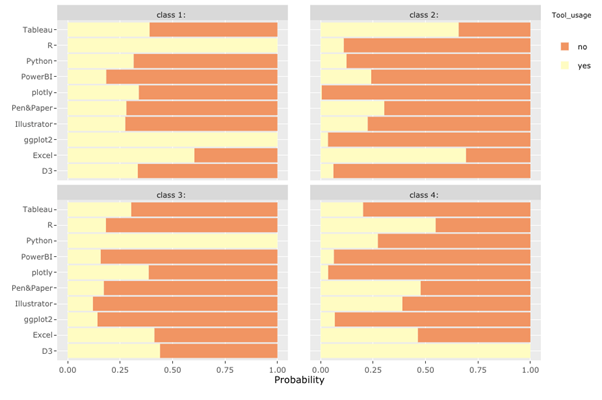 class 1:
class 2:
Tool_usage
no
yes
Tableau
R
Python
PowerBI
plotly
Pen&Paper
Illustrator
ggplot2
Excel
D3
class 3:
class 4:
Tableau
R
Python
PowerBI
plotly
Pen&Paper
Illustrator
ggplot2
Excel
D3
0.00 0.25 0.50 0.75 1.00 0.00 0.25 0.50 0.75 1.00
Probability